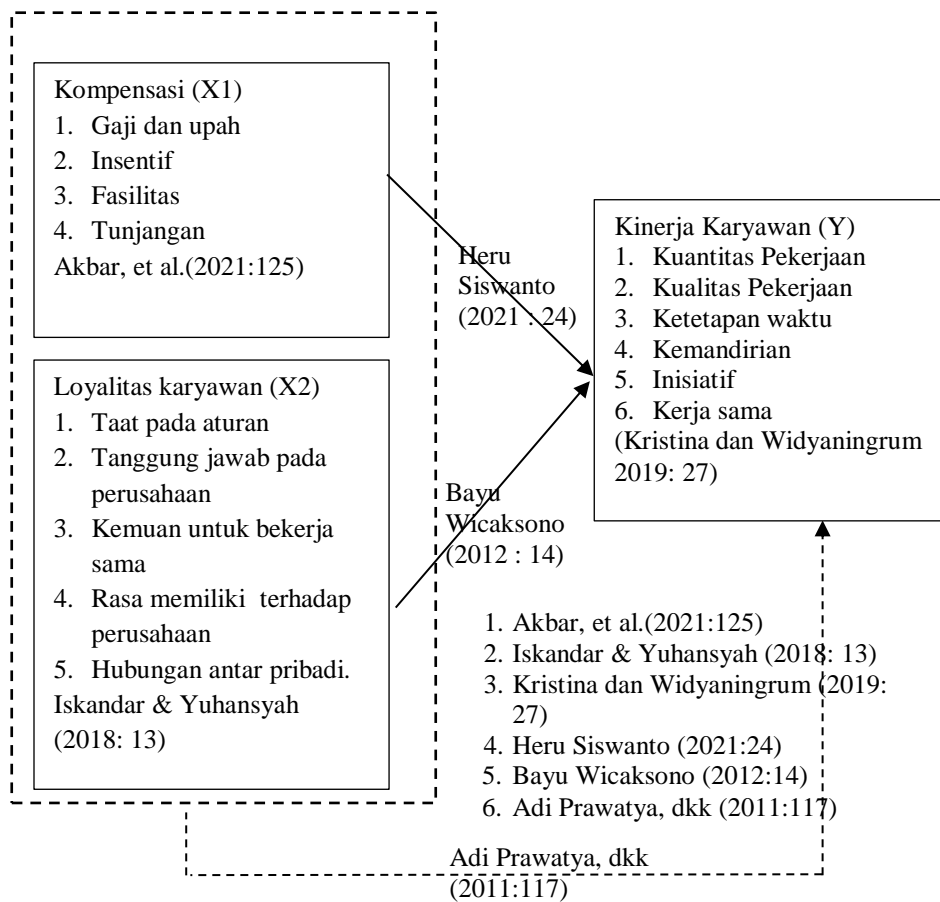 Kompensasi (X1)
1. Gaji dan upah
2. Insentif
3. Fasilitas
4. Tunjangan
Akbar, et al.(2021:125)
Loyalitas karyawan (X2)
1. Taat pada aturan
2. Tanggung jawab pada
perusahaan
3. Kemuan untuk bekerja
sama
4. Rasa memiliki terhadap
perusahaan
5. Hubungan antar pribadi.
Iskandar & Yuhansyah
(2018: 13)
Heru
Siswanto
(2021 : 24)
Bayu
Wicaksono
(2012 : 14)
Kinerja Karyawan (Y)
1. Kuantitas Pekerjaan
2. Kualitas Pekerjaan
3. Ketetapan waktu
4. Kemandirian
5. Inisiatif
6. Kerja sama
(Kristina dan Widyaningrum
2019: 27)
1. Akbar, et al.(2021:125)
2. Iskandar & Yuhansyah (2018: 13)
3. Kristina dan Widyaningrum (2019:
27)
4. Heru Siswanto (2021:24)
5. Bayu Wicaksono (2012:14)
6. Adi Prawatya, dkk (2011:117)
Adi Prawatya, dkk
(2011:117)